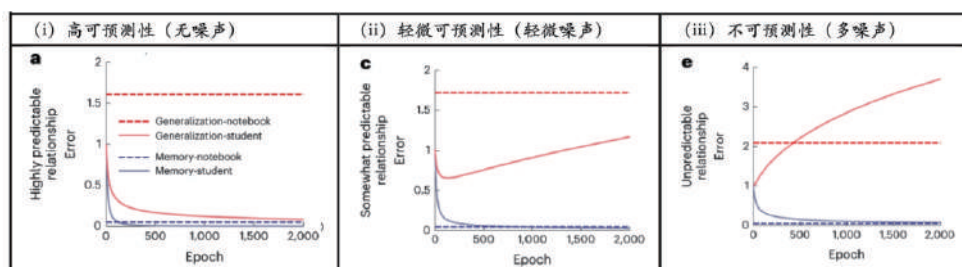 (i) 高可预测性 (无噪声)
(ii) 轻微可预测性 (轻微噪声)
(iii) 不可预测性 (多噪声)
a
Highly predictable
relationship
Error
2
1.5
1
0.5
0
Generalization-notebook
Generalization-student
Memory-notebook
Memory-student
0
500
1,000
1,500
2,000
Epoch
c
Somewhat predictable
relationship
Error
2
1.5
1
0.5
0
0
500
1,000
1,500
2,000
Epoch
e
Unpredictable
relationship
Error
4
3
2
1
0
0
500
1,000
1,500
2,000
Epoch